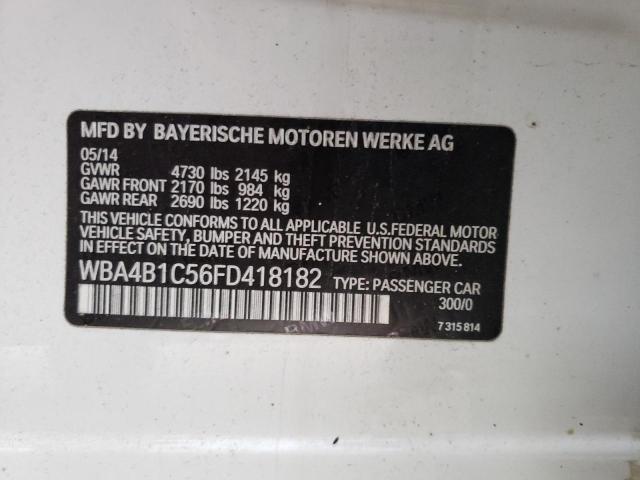 MFD BY BAYERISCHE MOTOREN WERKE AG
05/14
GVWR 4730 lbs 2145 kg
GAWR FRONT 2170 lbs 984 kg
GAWR REAR 2690 lbs 1220 kg
THIS VEHICLE CONFORMS TO ALL APPLICABLE U.S.FEDERAL MOTOR
VEHICLE SAFETY, BUMPER AND THEFT PREVENTION STANDARDS
IN EFFECT ON THE DATE OF MANUFACTURE SHOWN ABOVE.
WBA4B1C56FD418182 TYPE: PASSENGER CAR
300/0
7 315 814